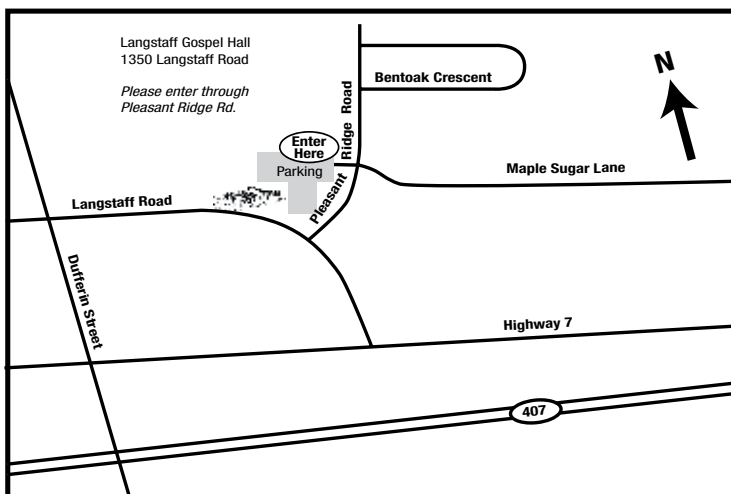 Langstaff Gospel Hall
1350 Langstaff Road
Please enter through
Pleasant Ridge Rd.
N
Bentoak Crescent
Pleasant Ridge Road
Enter
Here
Parking
Maple Sugar Lane
Langstaff Road
Dufferin Street
Highway 7
407